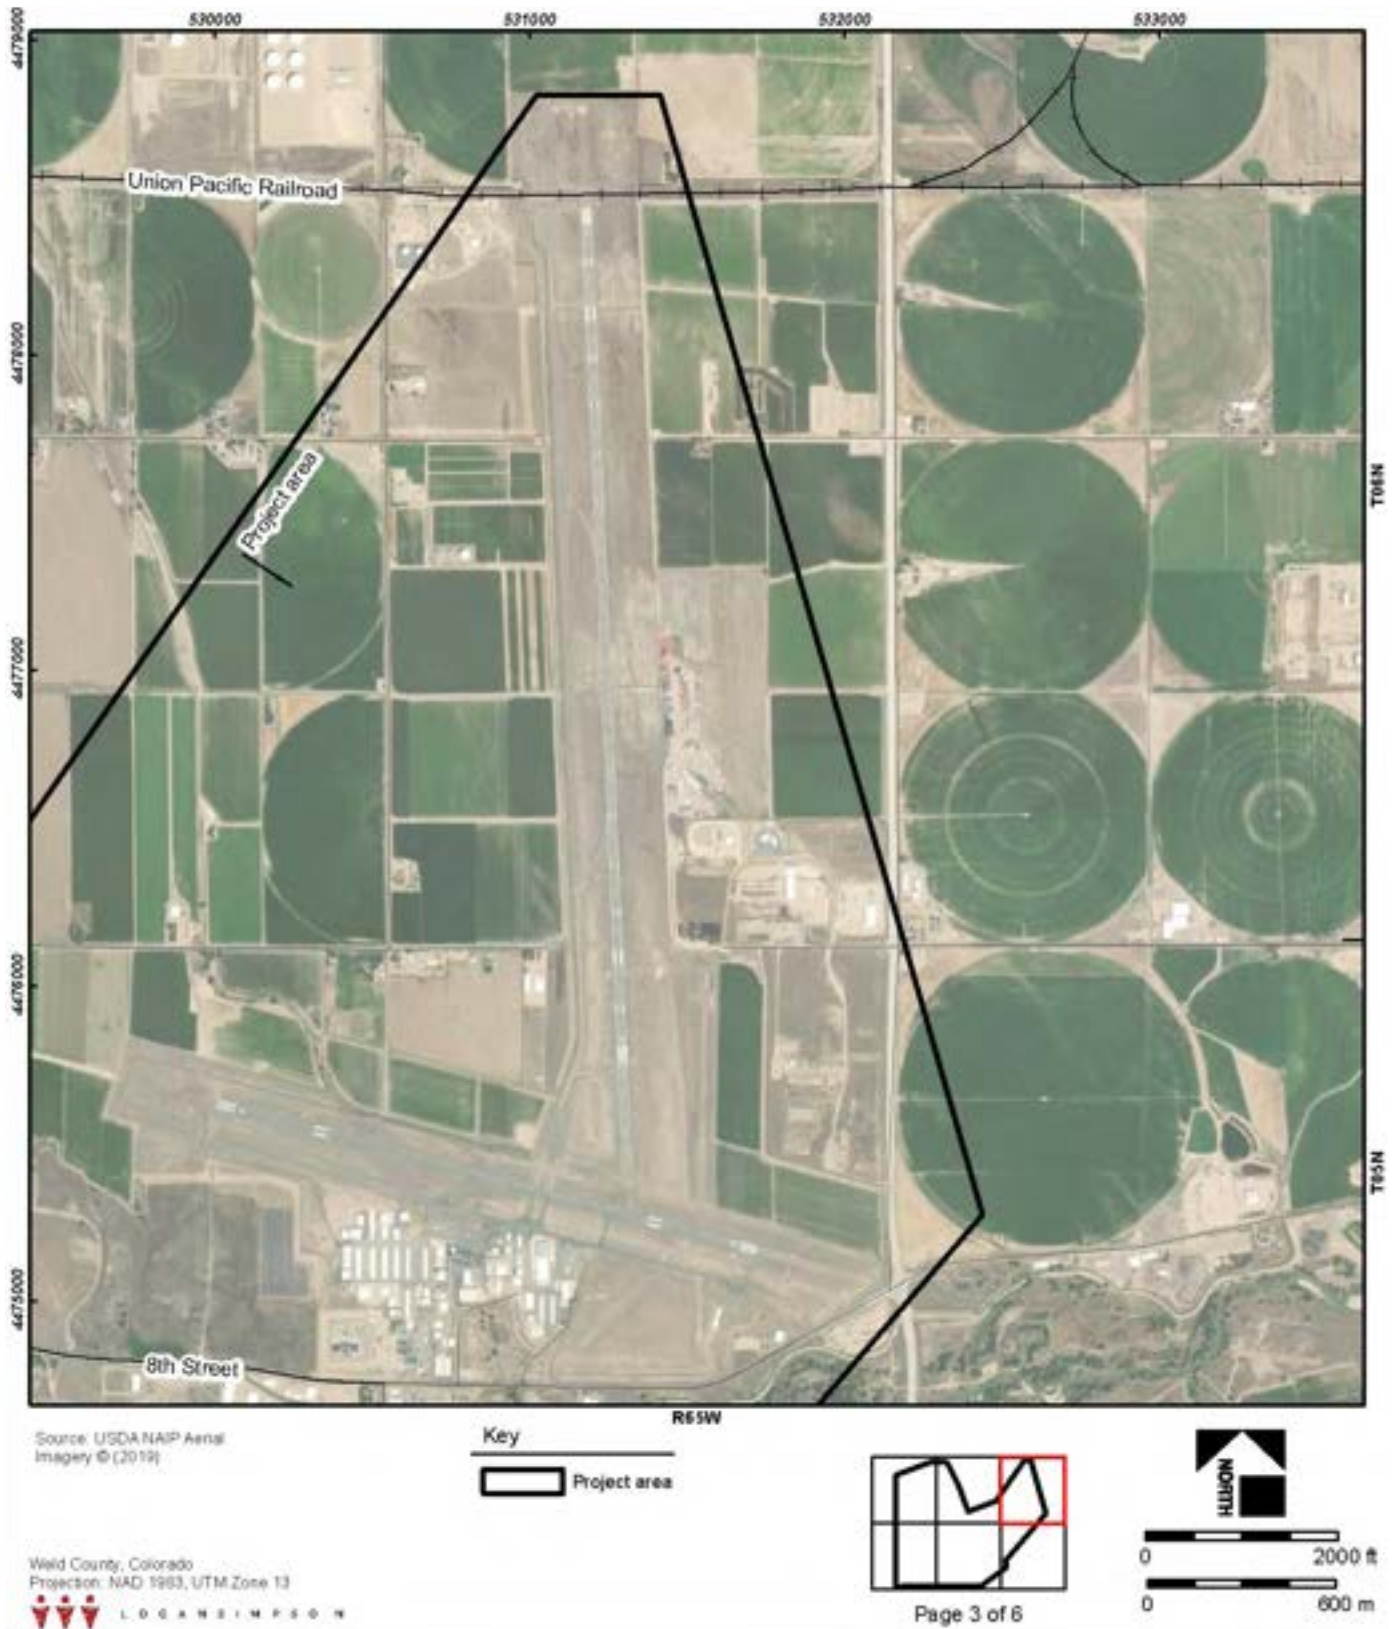 530000 531000 532000 533000
4479000
Union Pacific Railroad
4478000
Project area
T06N
4477000
4476000
T05N
4475000
8th Street
R65W
Source: USDA NAIP Aerial
Imagery © (2019)
Key
Project area
NORTH
0 2000 ft
0 600 m
Page 3 of 6
Weld County, Colorado
Projection: NAD 1983, UTM Zone 13
LOGANSIMPSON